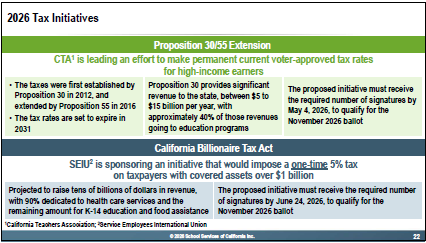 2026 Tax Initiatives
Proposition 30/55 Extension
CTA¹ is leading an effort to make permanent current voter-approved tax rates
for high-income earners
• The taxes were first established by
Proposition 30 in 2012, and
extended by Proposition 55 in 2016
• The tax rates are set to expire in
2031
Proposition 30 provides significant
revenue to the state, between $5 to
$15 billion per year, with
approximately 40% of those revenues
going to education programs
The proposed initiative must receive
the required number of signatures by
May 4, 2026, to qualify for the
November 2026 ballot
California Billionaire Tax Act
SEIU² is sponsoring an initiative that would impose a one-time 5% tax
on taxpayers with covered assets over $1 billion
Projected to raise tens of billions of dollars in revenue,
with 90% dedicated to health care services and the
remaining amount for K-14 education and food assistance
The proposed initiative must receive the required number
of signatures by June 24, 2026, to qualify for the
November 2026 ballot
¹California Teachers Association; ²Service Employees International Union
© 2026 School Services of California Inc.
22